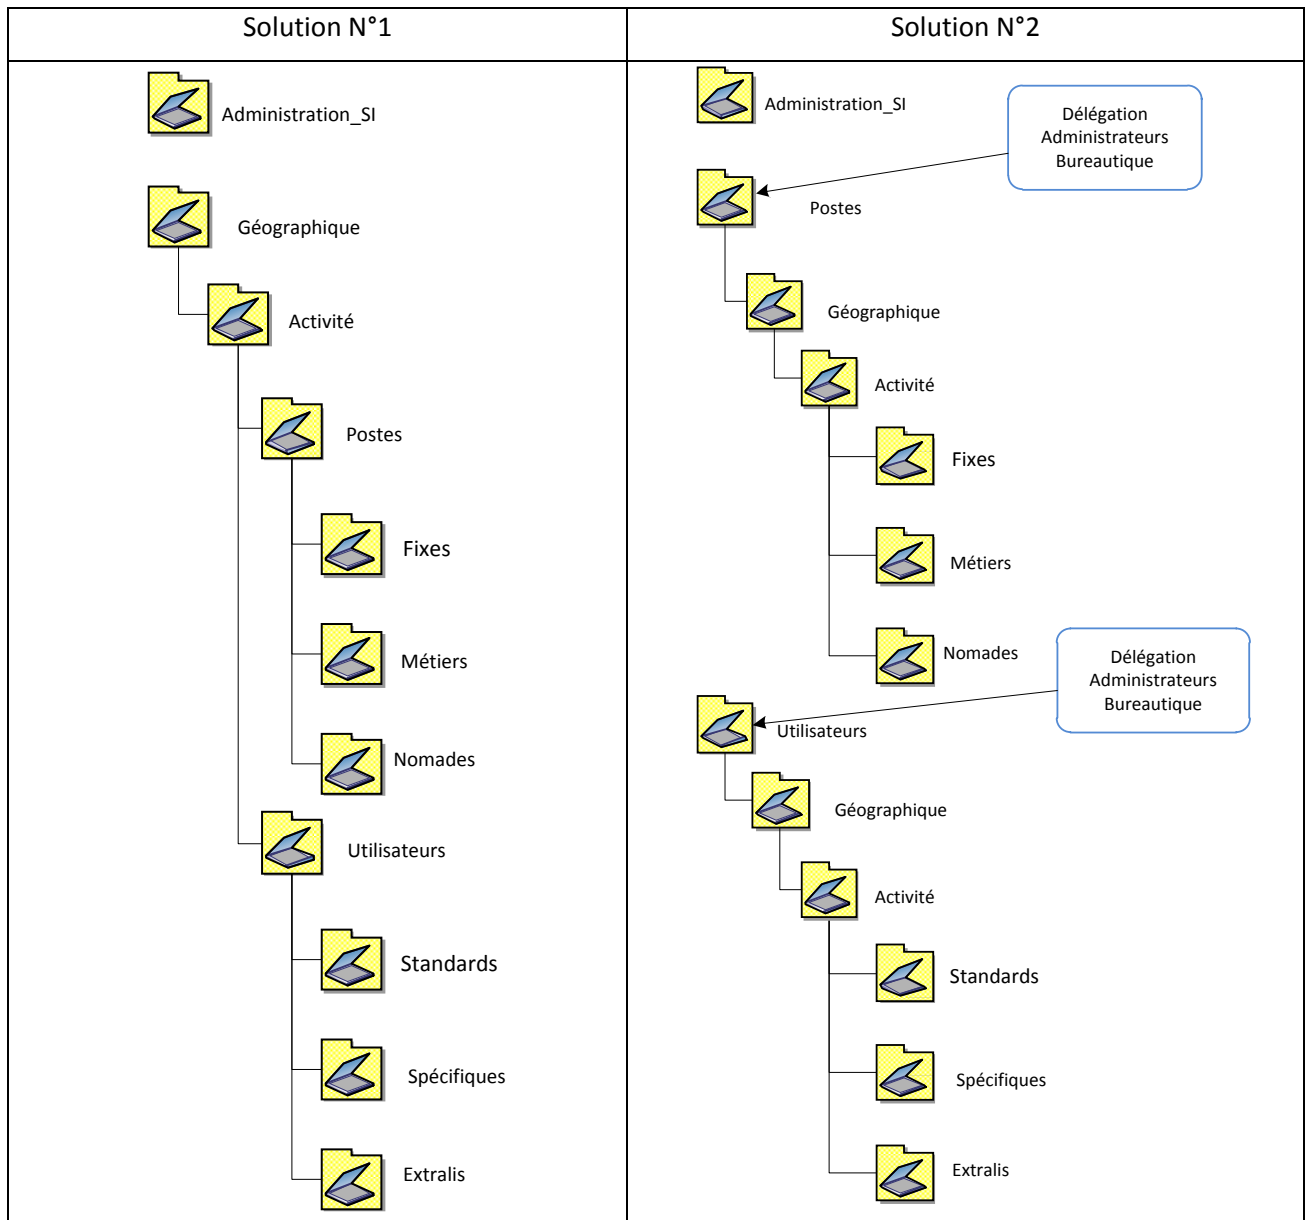 Solution N°1
Administration_SI
Géographique
Activité
Postes
Fixes
Métiers
Nomades
Utilisateurs
Standards
Spécifiques
Extralis
Solution N°2
Administration_SI
Délégation
Administrateurs
Bureautique
Postes
Géographique
Activité
Fixes
Métiers
Nomades
Délégation
Administrateurs
Bureautique
Utilisateurs
Géographique
Activité
Standards
Spécifiques
Extralis